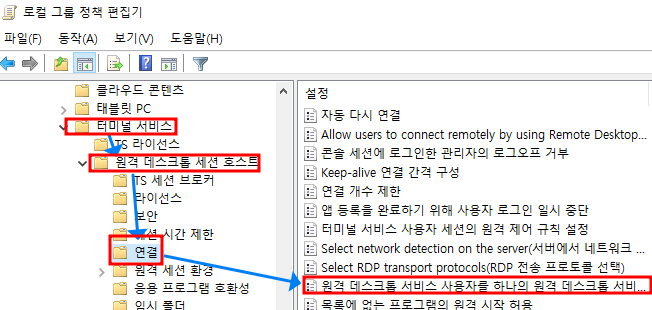 로컬 그룹 정책 편집기
파일(F) 동작(A) 보기(V) 도움말(H)
클라우드 콘텐츠
태블릿 PC
터미널 서비스
TS 라이선스
원격 데스크톱 세션 호스트
TS 세션 브로커
라이선스
보안
세션 시간 제한
연결
원격 세션 환경
응용 프로그램 호환성
임시 폴더
설정
자동 다시 연결
Allow users to connect remotely by using Remote Desktop...
콘솔 세션에 로그인한 관리자의 로그오프 거부
Keep-alive 연결 간격 구성
연결 개수 제한
앱 등록을 완료하기 위해 사용자 로그인 일시 중단
터미널 서비스 사용자 세션의 원격 제어 규칙 설정
Select network detection on the server(서버에서 네트워크 ...
Select RDP transport protocols(RDP 전송 프로토콜 선택)
원격 데스크톱 서비스 사용자를 하나의 원격 데스크톱 서비...
목록에 없는 프로그램의 원격 시작 허용